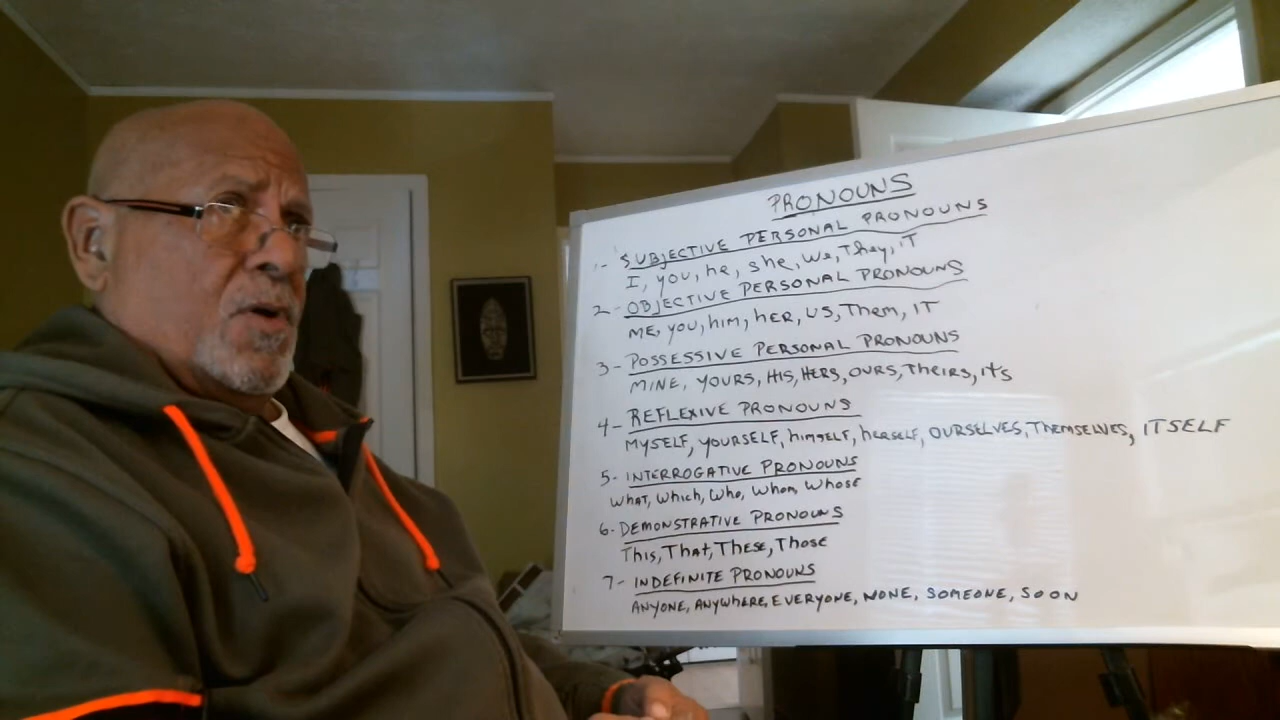 PRONOUNS
1- SUBJECTIVE PERSONAL PRONOUNS
I, you, he, she, we, They, IT
2- OBJECTIVE PERSONAL PRONOUNS
ME, you, him, HER, US, Them, IT
3- POSSESSIVE PERSONAL PRONOUNS
MINE, YOURS, HIS, HERS, OURS, THEIRS, IT'S
4- REFLEXIVE PRONOUNS
MYSELF, YOURSELF, himself, herself, OURSELVES, THEMSELVES, ITSELF
5- INTERROGATIVE PRONOUNS
WHAT, Which, Who, Whom, Whose
6- DEMONSTRATIVE PRONOUNS
This, That, These, Those
7- INDEFINITE PRONOUNS
ANYONE, ANYWHERE, EVERYONE, NONE, SOMEONE, SOON